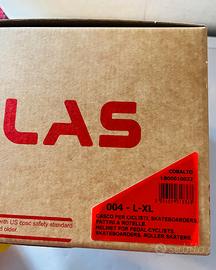 LAS
COBALTO
004 - L-XL
CASCO PER CICLISTI, SKATEBOARDERS,
PATTINI A ROTELLE.
HELMET FOR PEDAL CYCLISTS,
SKATEBOARDERS, ROLLER SKATERS.
with US cpsc safety standard
d older.